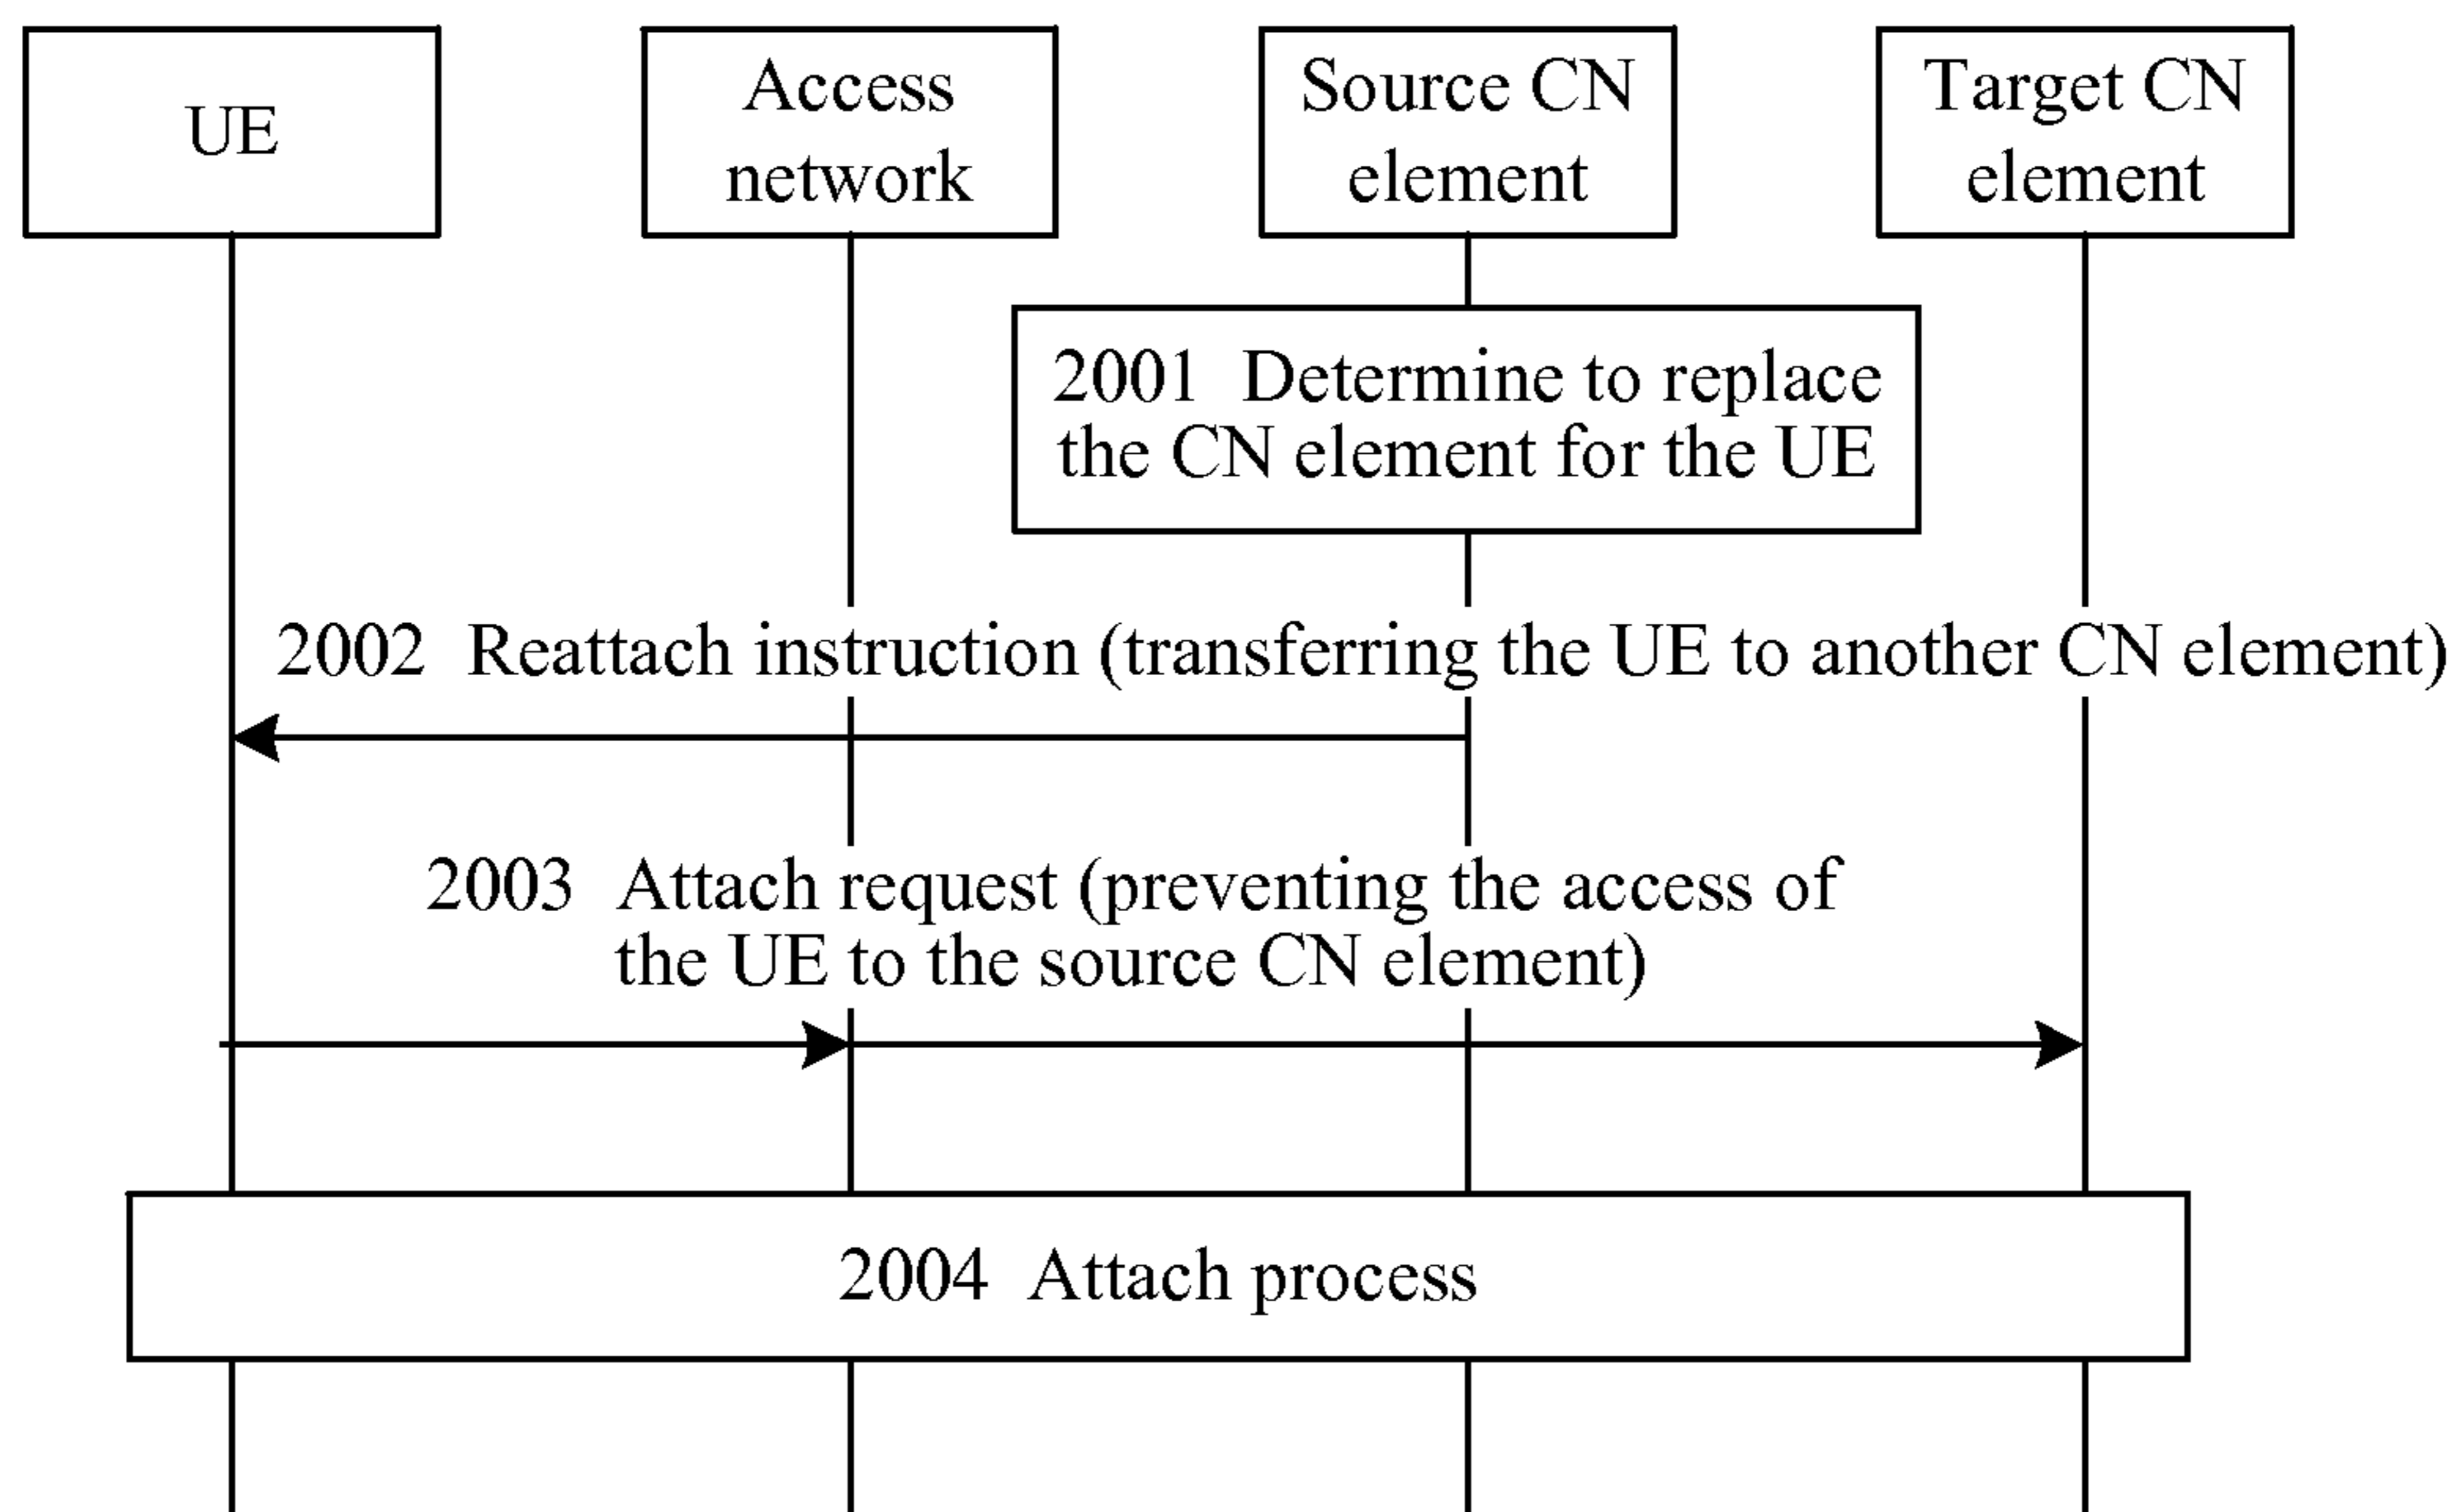 UE
Access
network
Source CN
element
Target CN
element
2001 Determine to replace
the CN element for the UE
2002 Reattach instruction (transferring the UE to another CN element)
2003 Attach request (preventing the access of
the UE to the source CN element)
2004 Attach process